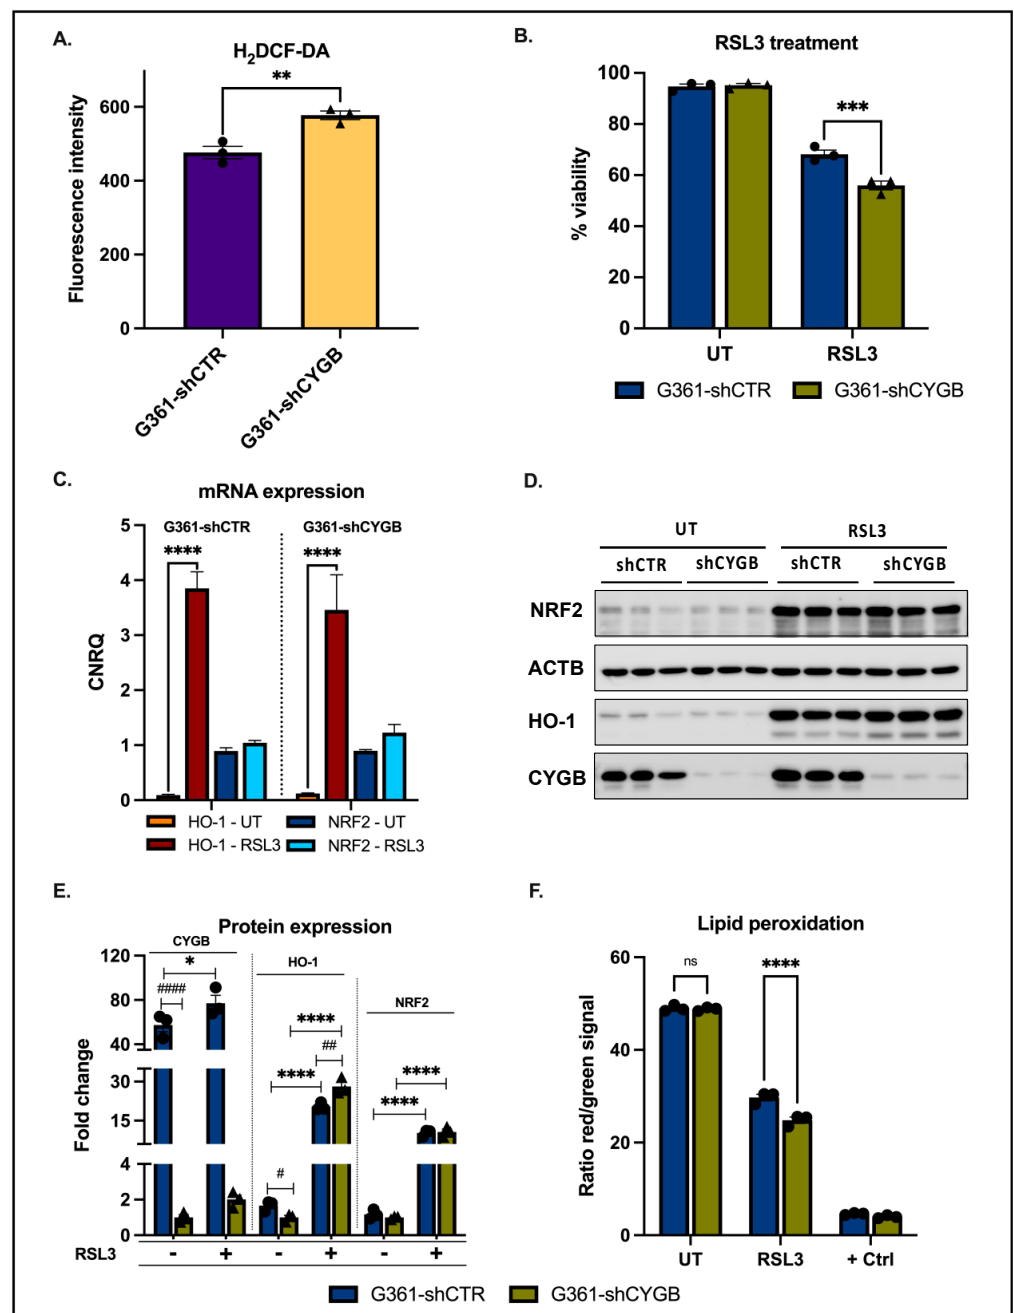 A.
H₂DCF-DA
**
Fluorescence intensity
600
400
200
0
G361-shCTR
G361-shCYGB
B.
RSL3 treatment
***
% viability
100
80
60
40
20
0
UT
RSL3
G361-shCTR
G361-shCYGB
C.
mRNA expression
G361-shCTR
G361-shCYGB
****
****
CNRQ
5
4
3
2
1
0
HO-1 - UT
NRF2 - UT
HO-1 - RSL3
NRF2 - RSL3
D.
UT
RSL3
shCTR
shCYGB
shCTR
shCYGB
NRF2
ACTB
HO-1
CYGB
E.
Protein expression
CYGB
HO-1
NRF2
*
####
****
##
****
****
****
#
Fold change
120
80
40
30
15
4
2
0
RSL3
- + - + - +
F.
Lipid peroxidation
ns
****
Ratio red/green signal
60
40
20
0
UT
RSL3
+ Ctrl
G361-shCTR
G361-shCYGB